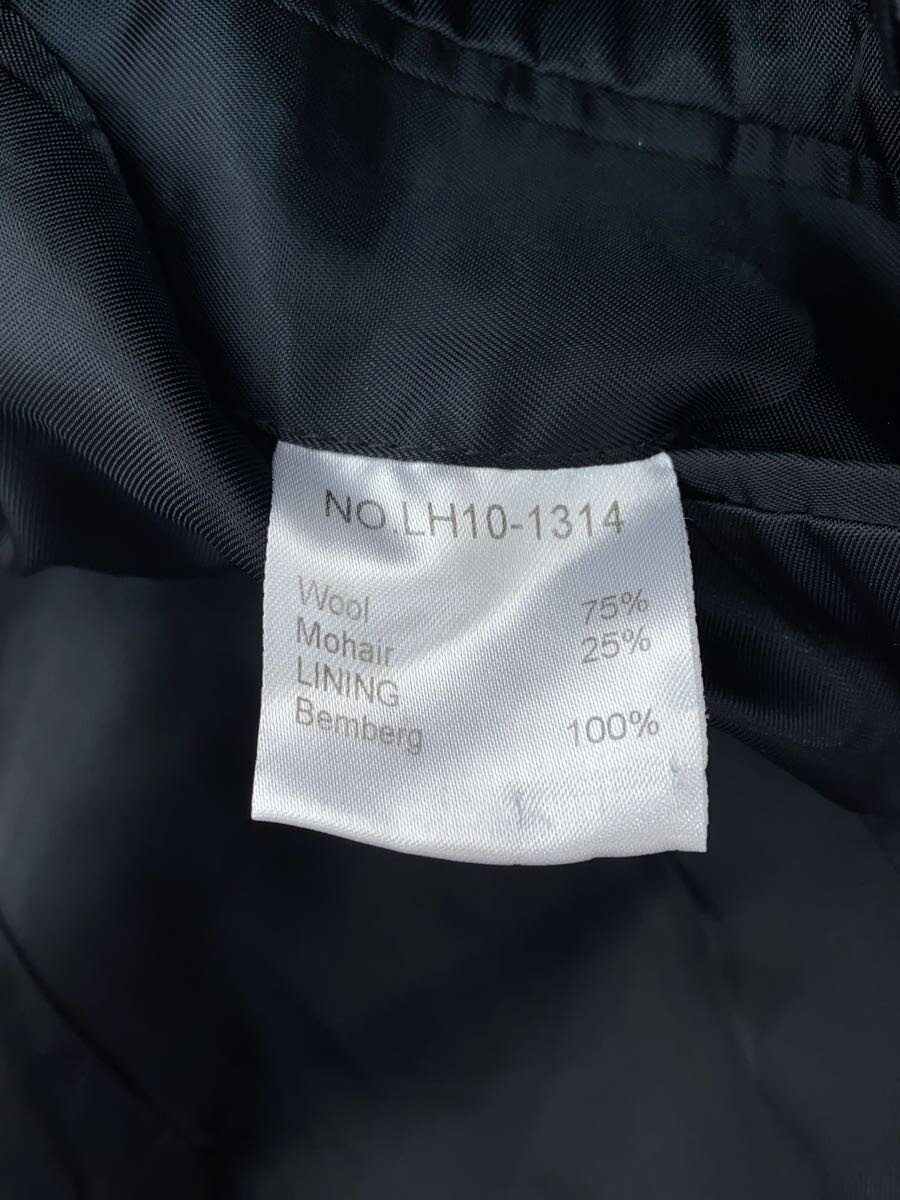 NO.LH10-1314
Wool 75%
Mohair 25%
LINING
Bemberg 100%